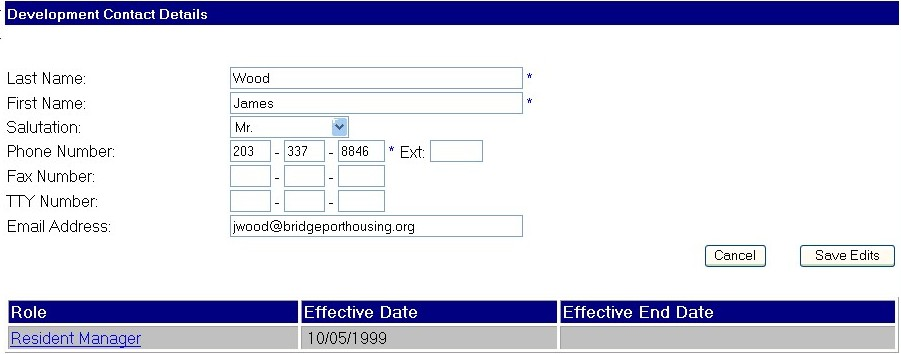 Development Contact Details
Last Name: Wood *
First Name: James *
Salutation: Mr.
Phone Number: 203 - 337 - 8846 * Ext:
Fax Number: - -
TTY Number: - -
Email Address: jwood@bridgeporthousing.org
Cancel Save Edits
Role Effective Date Effective End Date
Resident Manager 10/05/1999